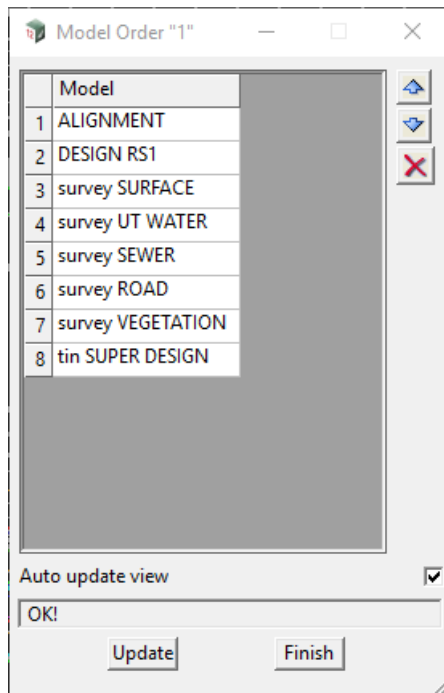 Model Order "1"
Model
1 ALIGNMENT
2 DESIGN RS1
3 survey SURFACE
4 survey UT WATER
5 survey SEWER
6 survey ROAD
7 survey VEGETATION
8 tin SUPER DESIGN
Auto update view
OK!
Update Finish